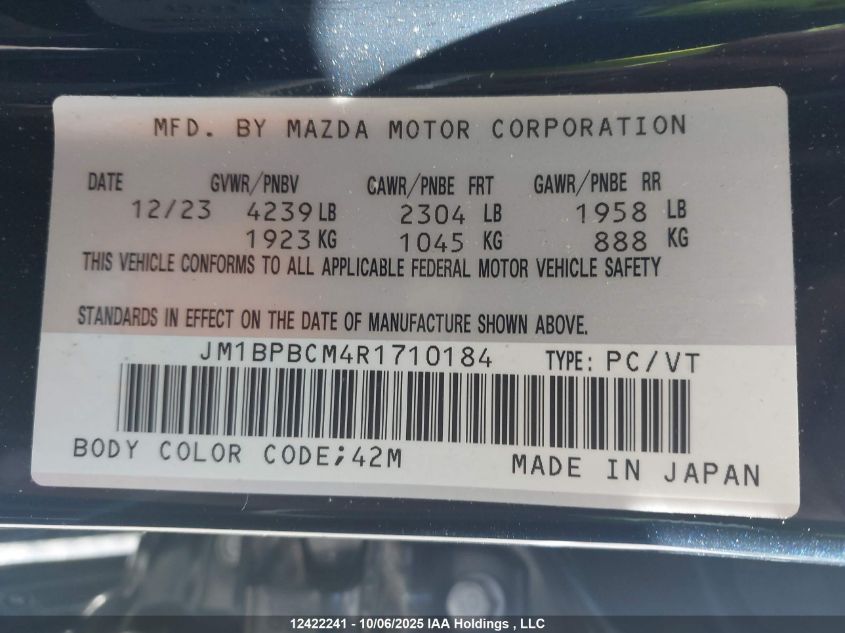 MFD. BY MAZDA MOTOR CORPORATION
DATE GVWR/PNBV CAWR/PNBE FRT GAWR/PNBE RR
12/23 4239 LB 2304 LB 1958 LB
1923 KG 1045 KG 888 KG
THIS VEHICLE CONFORMS TO ALL APPLICABLE FEDERAL MOTOR VEHICLE SAFETY
STANDARDS IN EFFECT ON THE DATE OF MANUFACTURE SHOWN ABOVE.
JM1BPBCM4R1710184 TYPE: PC/VT
BODY COLOR CODE;42M MADE IN JAPAN
12422241 - 10/06/2025 IAA Holdings , LLC